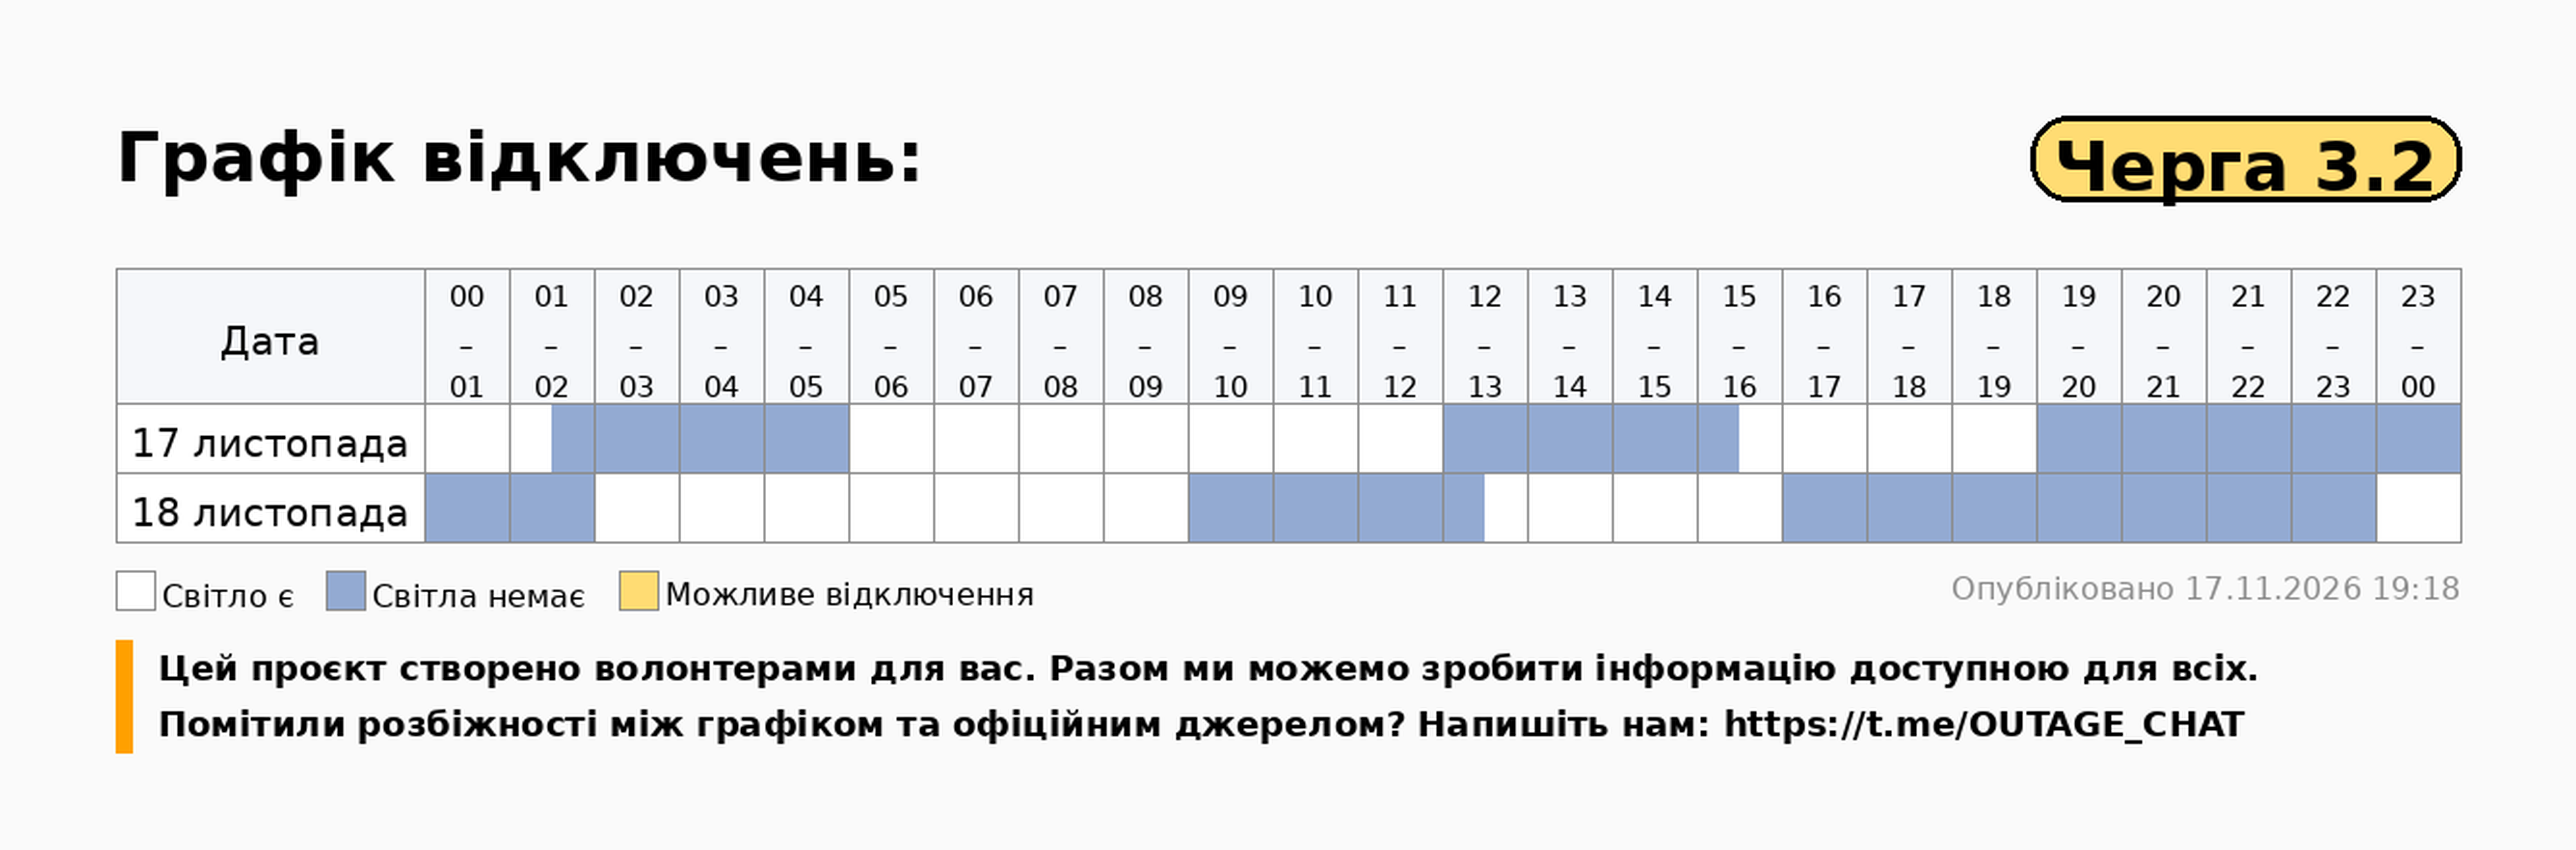 Графік відключень:
Черга 3.2
Дата
00 – 01
01 – 02
02 – 03
03 – 04
04 – 05
05 – 06
06 – 07
07 – 08
08 – 09
09 – 10
10 – 11
11 – 12
12 – 13
13 – 14
14 – 15
15 – 16
16 – 17
17 – 18
18 – 19
19 – 20
20 – 21
21 – 22
22 – 23
23 – 00
17 листопада
18 листопада
Світло є
Світла немає
Можливе відключення
Опубліковано 17.11.2026 19:18
Цей проєкт створено волонтерами для вас. Разом ми можемо зробити інформацію доступною для всіх.
Помітили розбіжності між графіком та офіційним джерелом? Напишіть нам: https://t.me/OUTAGE_CHAT